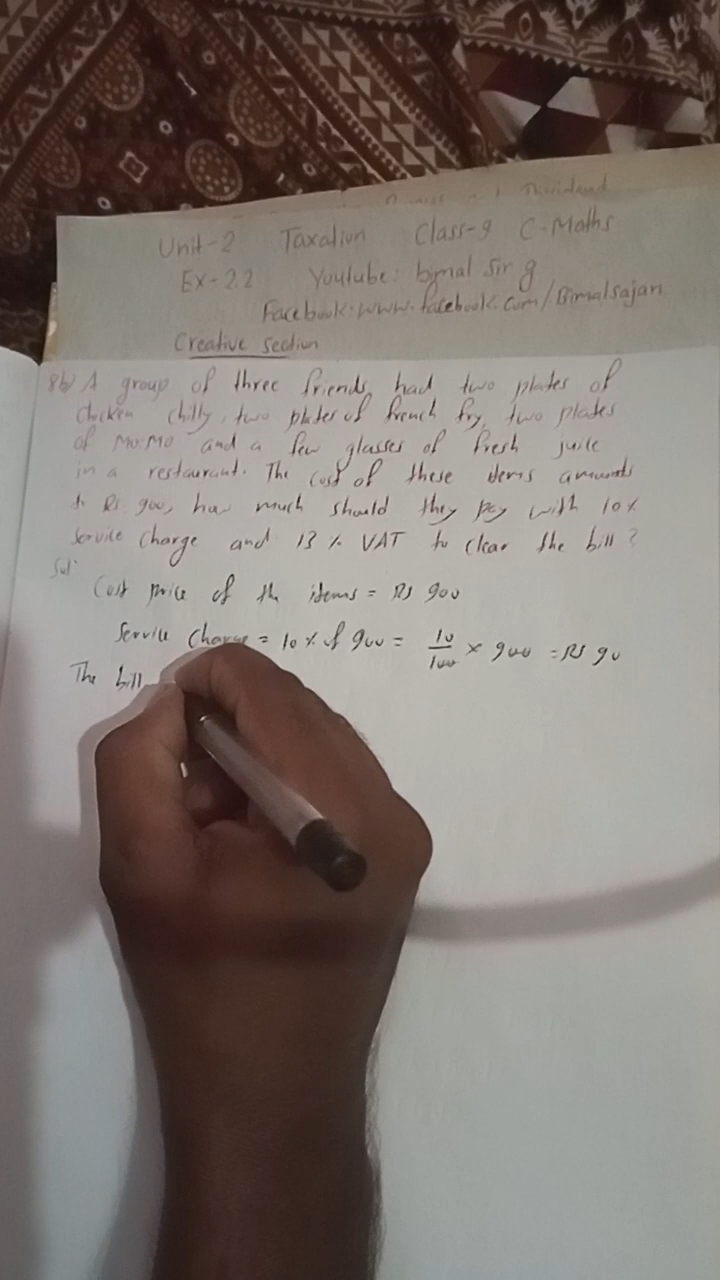 Unit-2 Taxation Class-9 C-Maths
Ex-2.2 Youtube: bimal sir g
Facebook: www.facebook.com/Bimalsajan
Creative section
8b) A group of three friends had two plates of
chicken chilly, two plates of french fry, two plates
of Mo:Mo and a few glasses of fresh juice
in a restaurant. The cost of these items amounts
to Rs 900, how much should they pay with 10%
service charge and 13% VAT to clear the bill?
Sol:
Cost price of the items = Rs 900
Service Charge = 10% of 900 = 10/100 × 900 = Rs 90
The bill